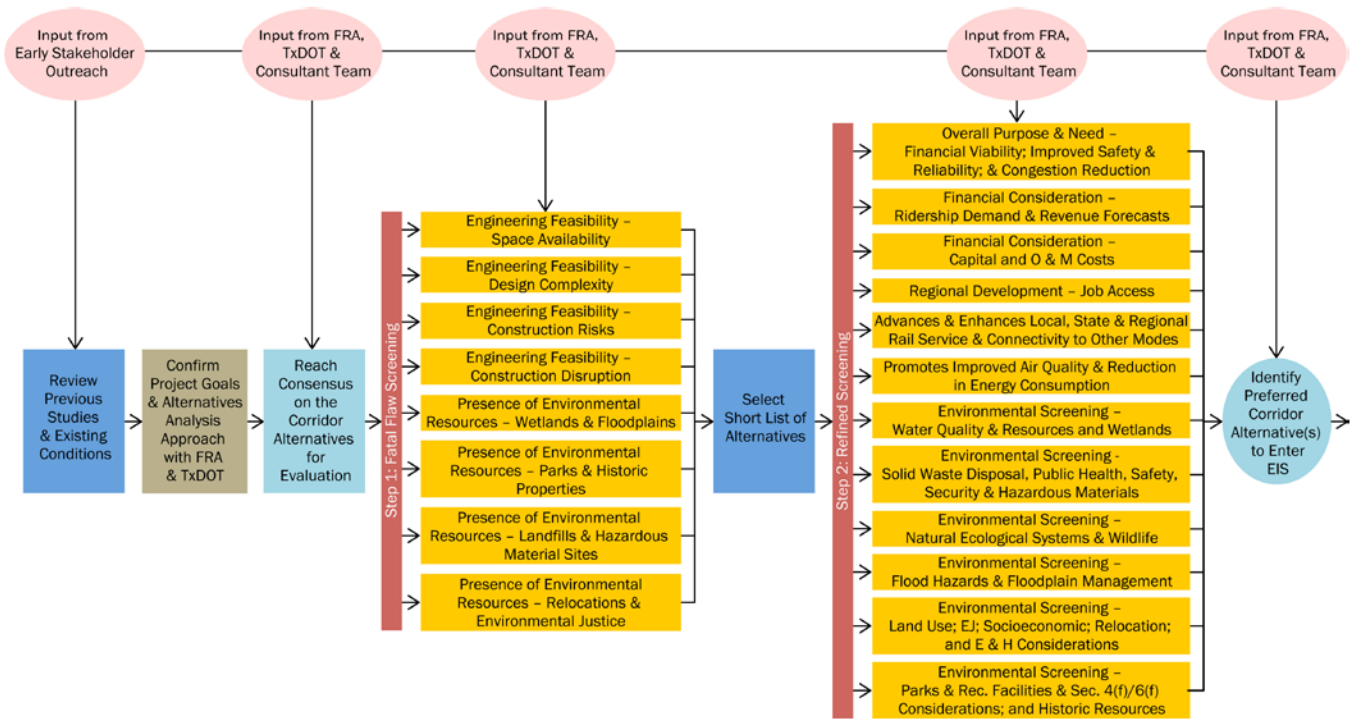 Input from
Early Stakeholder
Outreach
Input from FRA,
TxDOT &
Consultant Team
Input from FRA,
TxDOT &
Consultant Team
Input from FRA,
TxDOT &
Consultant Team
Input from FRA,
TxDOT &
Consultant Team
Review
Previous
Studies
& Existing
Conditions
Confirm
Project Goals
& Alternatives
Analysis
Approach
with FRA
& TxDOT
Reach
Consensus
on the
Corridor
Alternatives
for
Evaluation
Step 1: Fatal Flaw Screening
Engineering Feasibility –
Space Availability
Engineering Feasibility –
Design Complexity
Engineering Feasibility –
Construction Risks
Engineering Feasibility –
Construction Disruption
Presence of Environmental
Resources – Wetlands & Floodplains
Presence of Environmental
Resources – Parks & Historic
Properties
Presence of Environmental
Resources – Landfills & Hazardous
Material Sites
Presence of Environmental
Resources – Relocations &
Environmental Justice
Select
Short List of
Alternatives
Step 2: Refined Screening
Overall Purpose & Need –
Financial Viability; Improved Safety &
Reliability; & Congestion Reduction
Financial Consideration –
Ridership Demand & Revenue Forecasts
Financial Consideration –
Capital and O & M Costs
Regional Development – Job Access
Advances & Enhances Local, State & Regional
Rail Service & Connectivity to Other Modes
Promotes Improved Air Quality & Reduction
in Energy Consumption
Environmental Screening –
Water Quality & Resources and Wetlands
Environmental Screening -
Solid Waste Disposal, Public Health, Safety,
Security & Hazardous Materials
Environmental Screening –
Natural Ecological Systems & Wildlife
Environmental Screening –
Flood Hazards & Floodplain Management
Environmental Screening –
Land Use; EJ; Socioeconomic; Relocation;
and E & H Considerations
Environmental Screening –
Parks & Rec. Facilities & Sec. 4(f)/6(f)
Considerations; and Historic Resources
Identify
Preferred
Corridor
Alternative(s)
to Enter
EIS